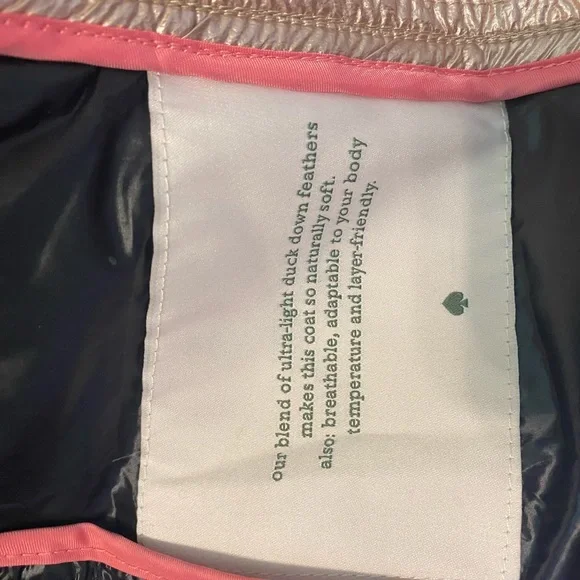 our blend of ultra-light duck down feathers
makes this coat so naturally soft.
also: breathable, adaptable to your body
temperature and layer-friendly.